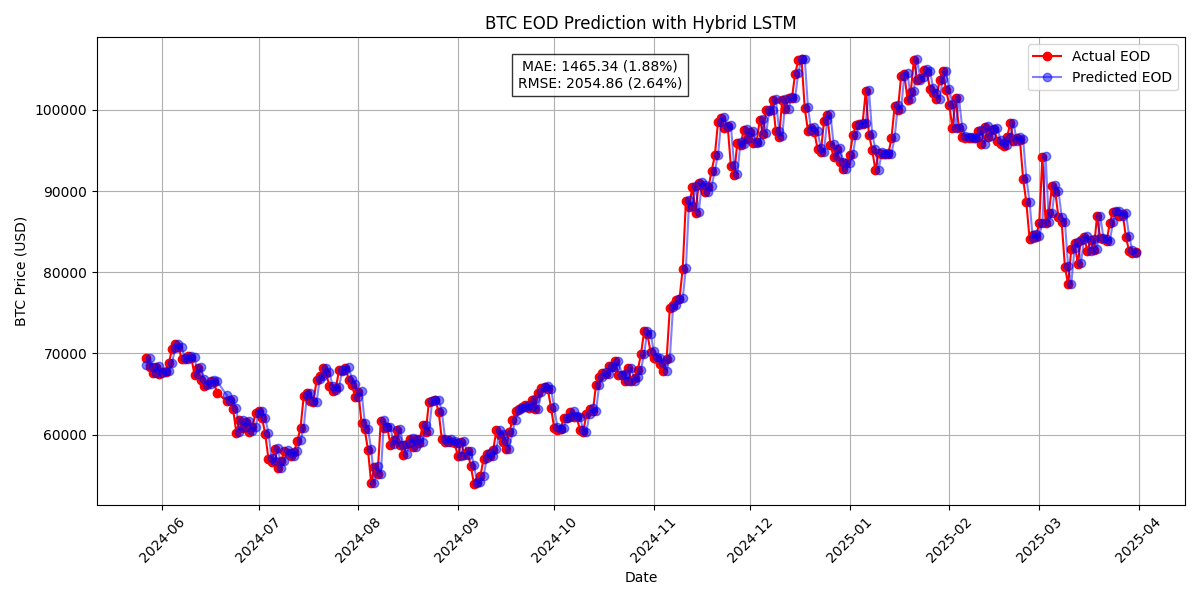 BTC EOD Prediction with Hybrid LSTM
MAE: 1465.34 (1.88%)
RMSE: 2054.86 (2.64%)
Actual EOD
Predicted EOD
BTC Price (USD)
100000
90000
80000
70000
60000
2024-06
2024-07
2024-08
2024-09
2024-10
2024-11
2024-12
2025-01
2025-02
2025-03
2025-04
Date